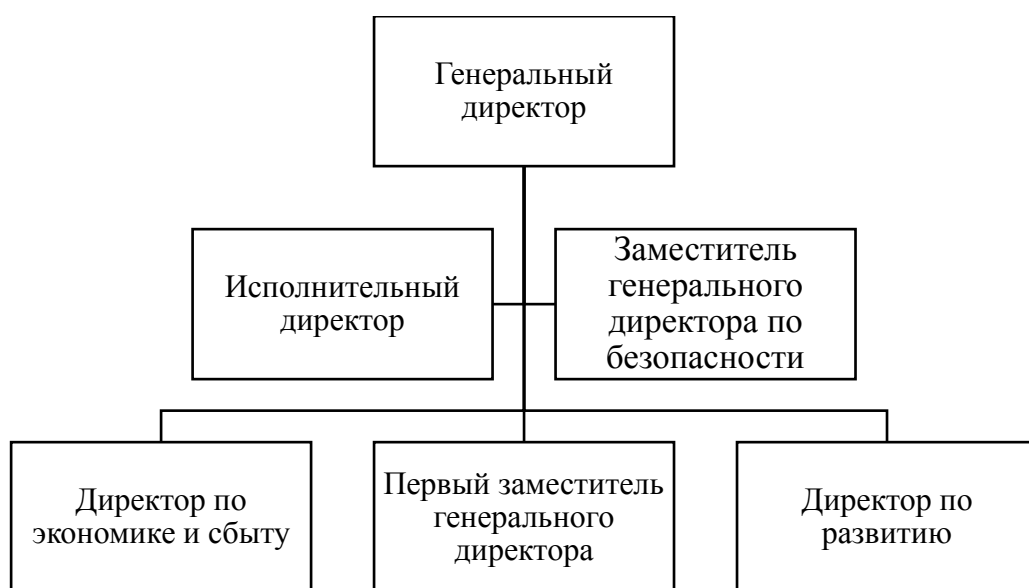 Генеральный
директор
Исполнительный
директор
Заместитель
генерального
директора по
безопасности
Директор по
экономике и сбыту
Первый заместитель
генерального
директора
Директор по
развитию